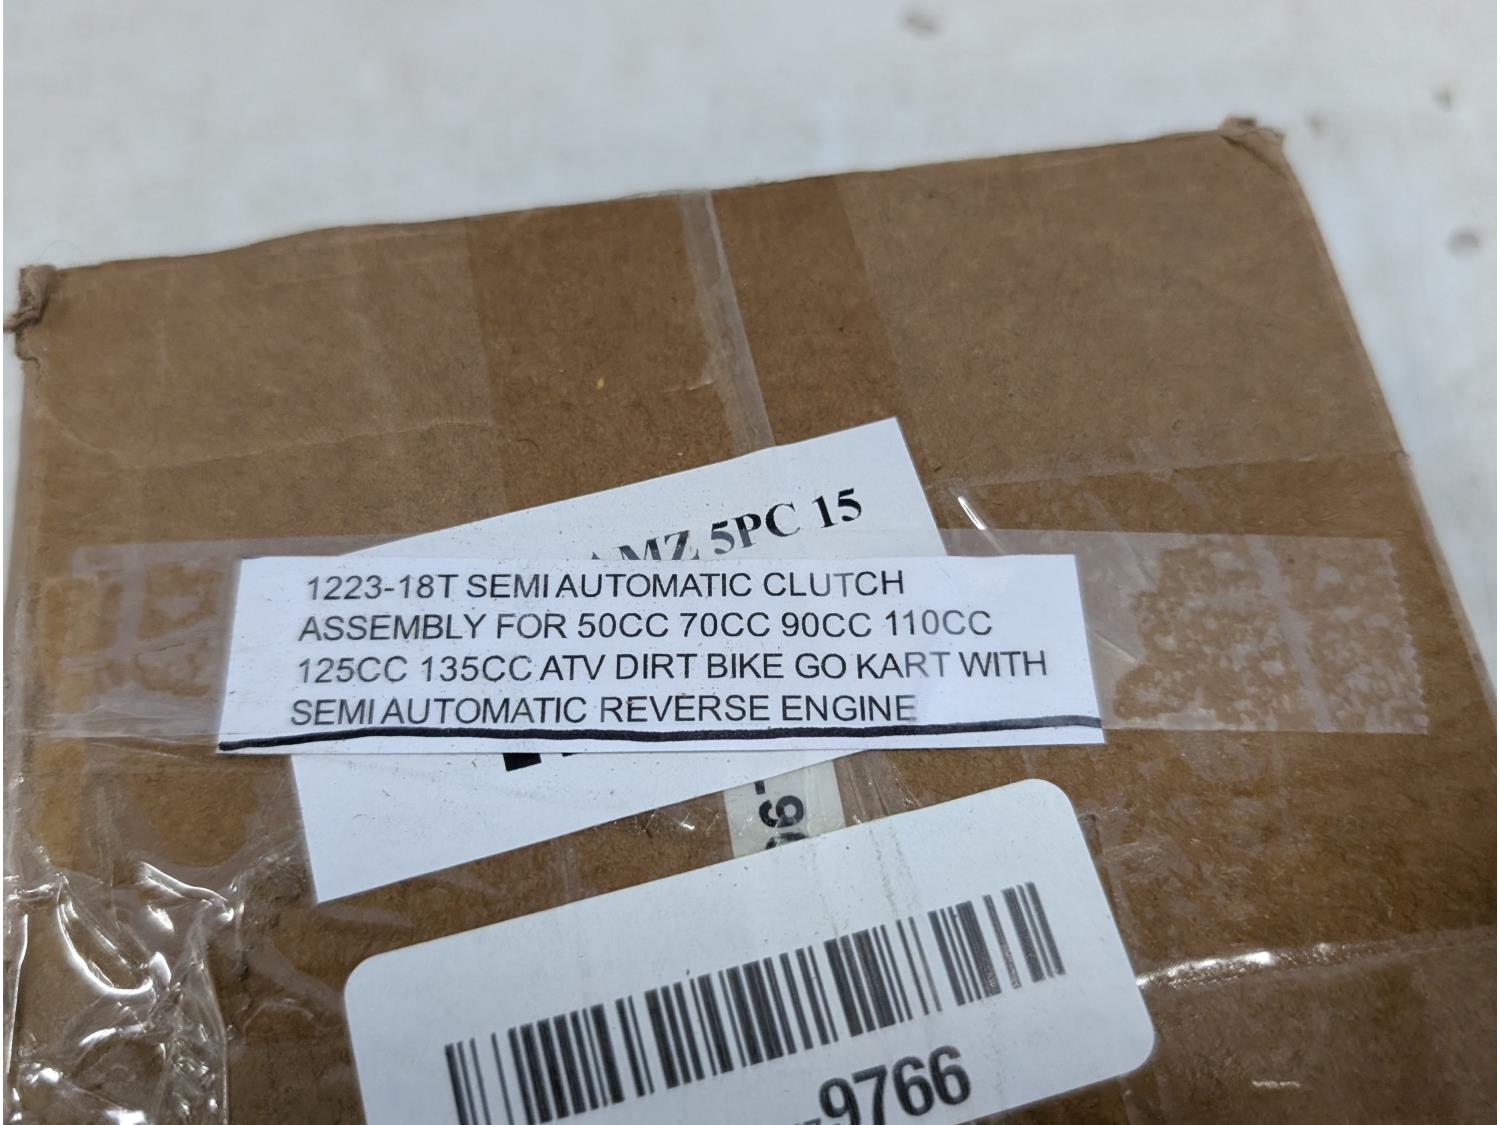 5PC 15
1223-18T SEMI AUTOMATIC CLUTCH
ASSEMBLY FOR 50CC 70CC 90CC 110CC
125CC 135CC ATV DIRT BIKE GO KART WITH
SEMI AUTOMATIC REVERSE ENGINE
-9766